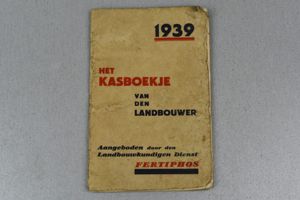 1939
HET
KASBOEKJE
VAN
DEN
LANDBOUWER
Aangeboden door den
Landbouwkundigen Dienst
FERTIPHOS